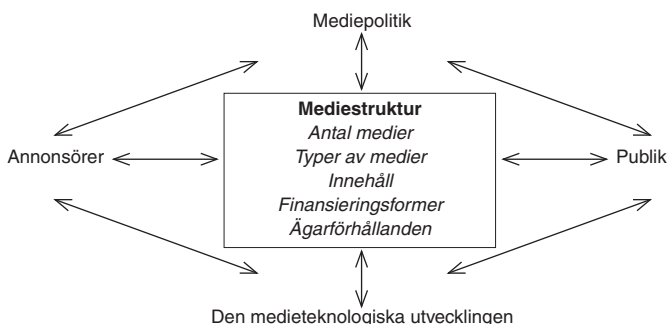 Mediepolitik
Mediestruktur
Antal medier
Typer av medier
Annonsörer
Publik
Innehåll
Finansieringsformer
Ägarförhållanden
Den medieteknologiska utvecklingen